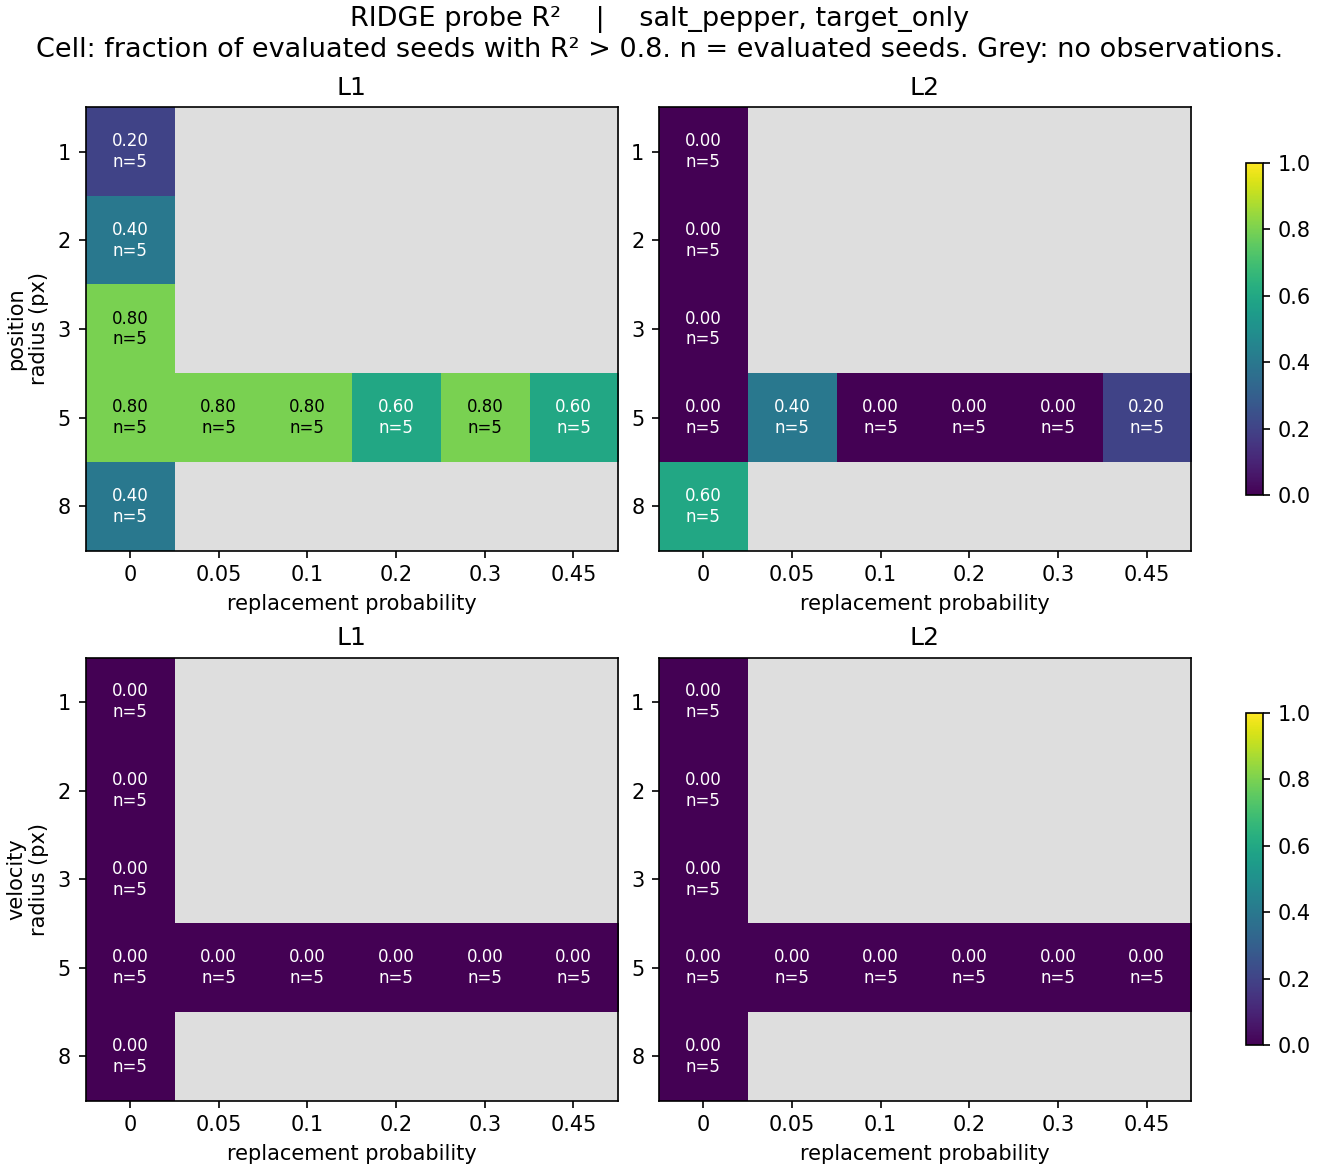 RIDGE probe R² | salt_pepper, target_only
Cell: fraction of evaluated seeds with R² > 0.8. n = evaluated seeds. Grey: no observations.
L1
position
radius (px)
1
0.20
n=5
2
0.40
n=5
3
0.80
n=5
5
0.80 0.80 0.80 0.60 0.80 0.60
n=5 n=5 n=5 n=5 n=5 n=5
8
0.40
n=5
0 0.05 0.1 0.2 0.3 0.45
replacement probability
L2
1
0.00
n=5
2
0.00
n=5
3
0.00
n=5
5
0.00 0.40 0.00 0.00 0.00 0.20
n=5 n=5 n=5 n=5 n=5 n=5
8
0.60
n=5
0 0.05 0.1 0.2 0.3 0.45
replacement probability
1.0
0.8
0.6
0.4
0.2
0.0
L1
velocity
radius (px)
1
0.00
n=5
2
0.00
n=5
3
0.00
n=5
5
0.00 0.00 0.00 0.00 0.00 0.00
n=5 n=5 n=5 n=5 n=5 n=5
8
0.00
n=5
0 0.05 0.1 0.2 0.3 0.45
replacement probability
L2
1
0.00
n=5
2
0.00
n=5
3
0.00
n=5
5
0.00 0.00 0.00 0.00 0.00 0.00
n=5 n=5 n=5 n=5 n=5 n=5
8
0.00
n=5
0 0.05 0.1 0.2 0.3 0.45
replacement probability
1.0
0.8
0.6
0.4
0.2
0.0